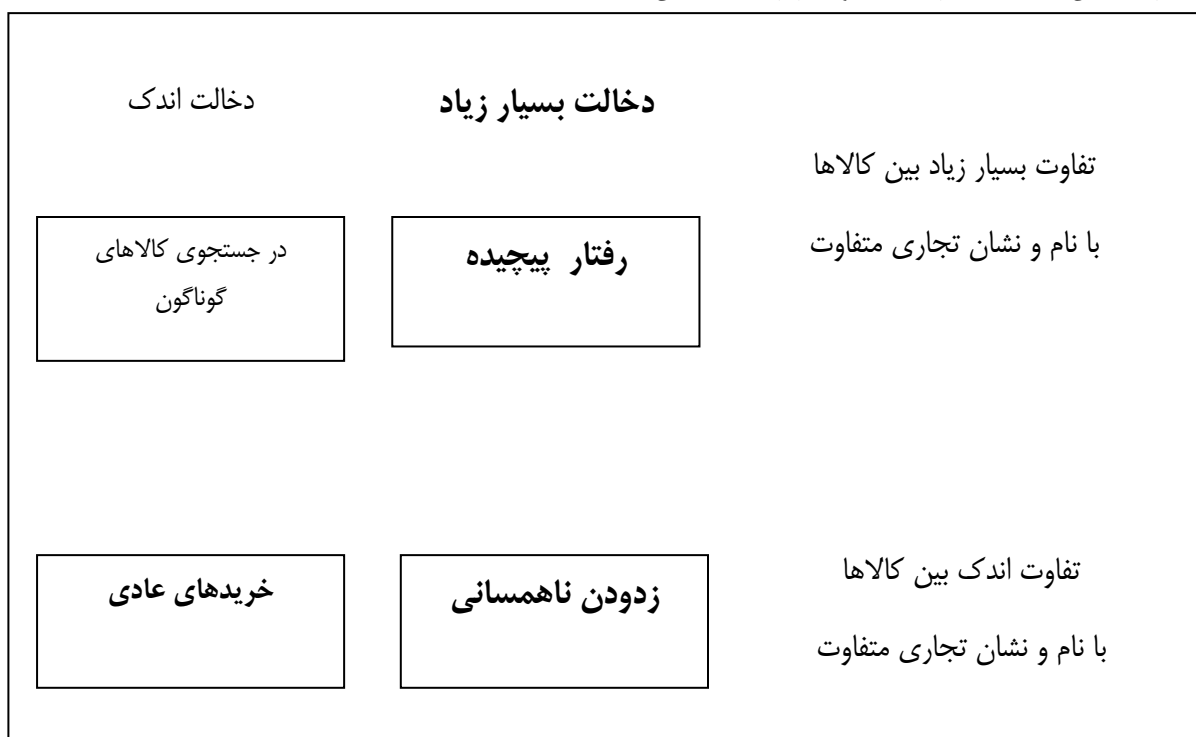 دخالت بسیار زیاد
دخالت اندک
تفاوت بسیار زیاد بین کالاها
با نام و نشان تجاری متفاوت
رفتار پیچیده
در جستجوی کالاهای
گوناگون
تفاوت اندک بین کالاها
با نام و نشان تجاری متفاوت
زدودن ناهمسانی
خریدهای عادی